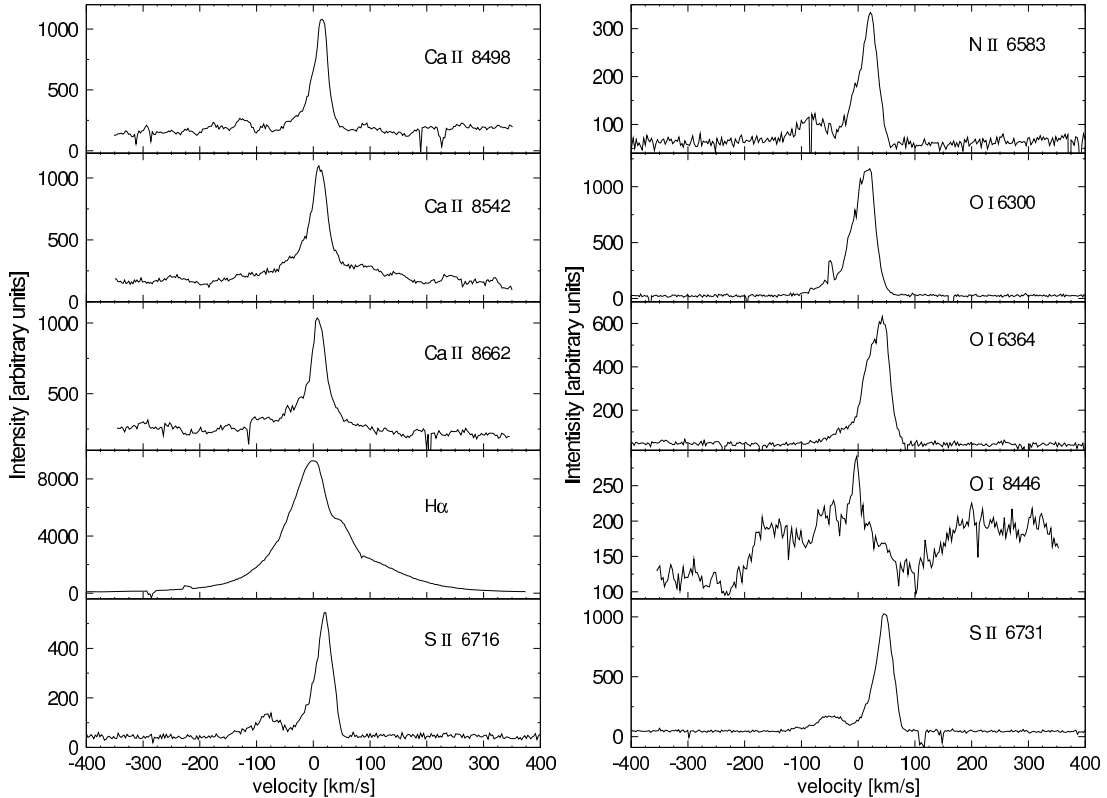 Intensity [arbitrary units]
1000
500
0
Ca II 8498
1000
500
0
Ca II 8542
1000
500
Ca II 8662
8000
4000
0
Hα
400
200
0
S II 6716
-400 -300 -200 -100 0 100 200 300 400
velocity [km/s]
Intentisity [arbitrary units]
300
200
100
N II 6583
1000
500
0
O I 6300
600
400
200
O I 6364
250
200
150
100
O I 8446
1000
500
0
S II 6731
-400 -300 -200 -100 0 100 200 300 400
velocity [km/s]